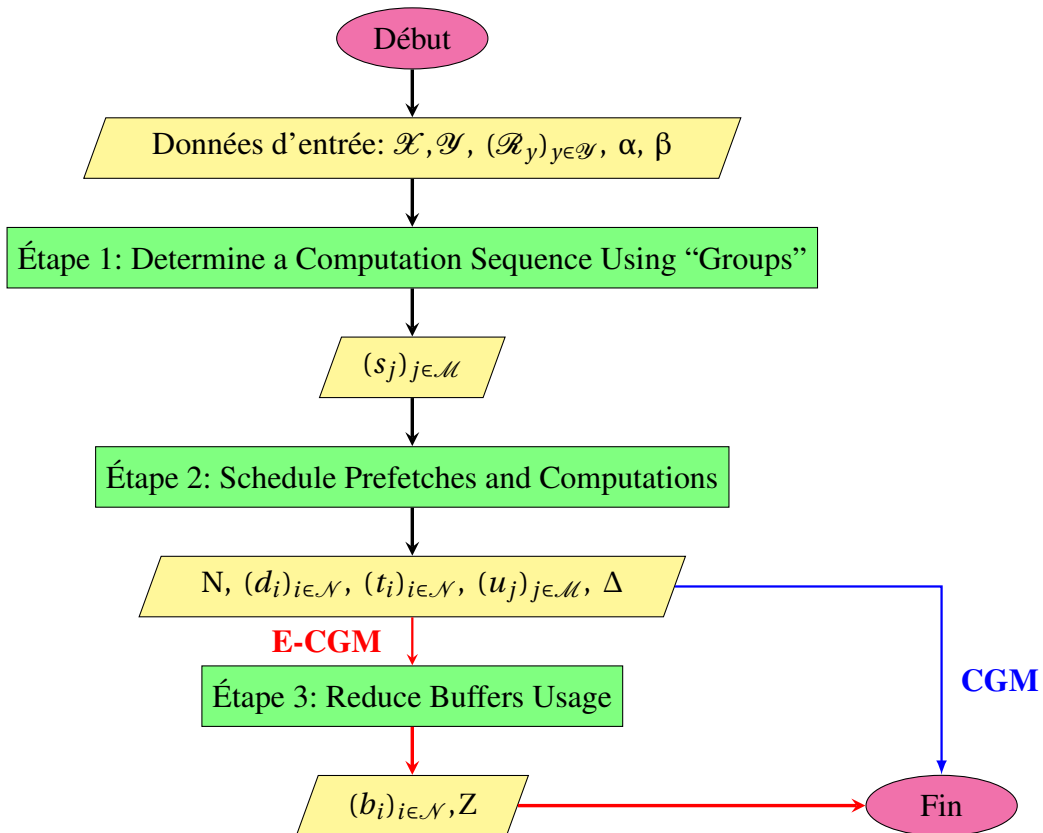 Début
Données d'entrée: 𝒳, 𝒴, (ℛ_y)_{y∈𝒴}, α, β
Étape 1: Determine a Computation Sequence Using “Groups”
(s_j)_{j∈ℳ}
Étape 2: Schedule Prefetches and Computations
N, (d_i)_{i∈𝒩}, (t_i)_{i∈𝒩}, (u_j)_{j∈ℳ}, Δ
E-CGM
Étape 3: Reduce Buffers Usage
CGM
(b_i)_{i∈𝒩},Z
Fin